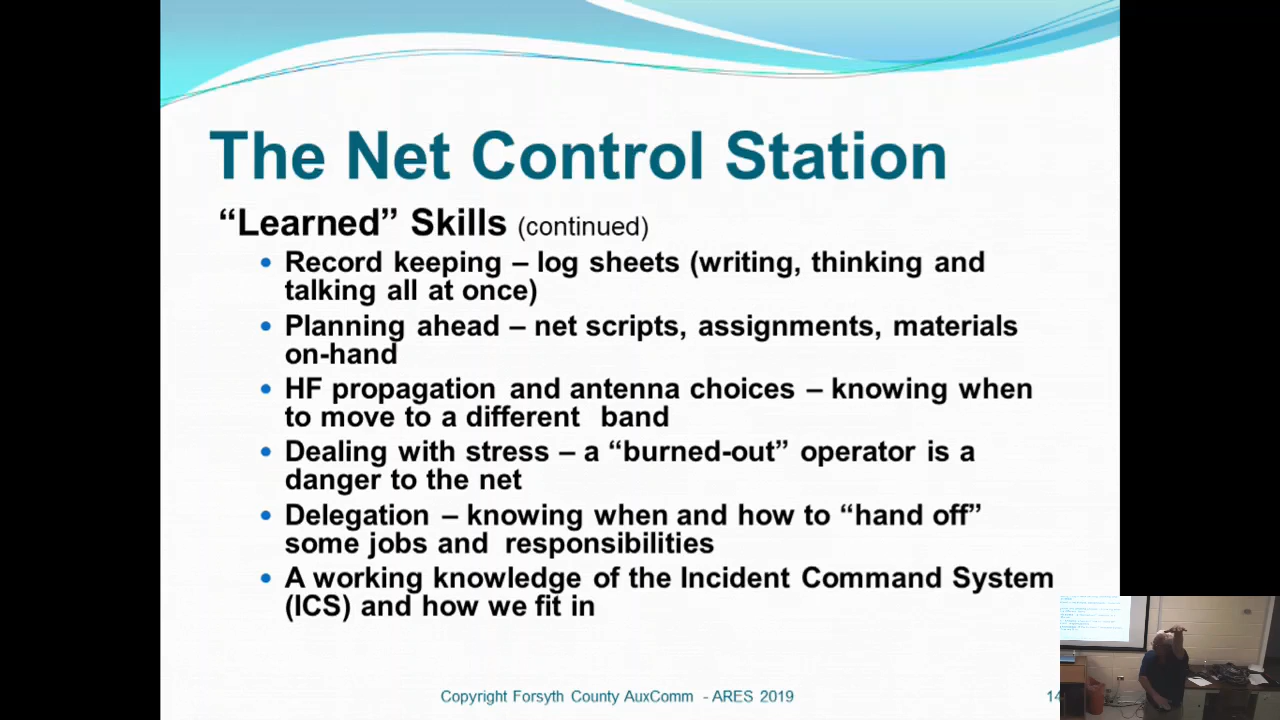 The Net Control Station
“Learned” Skills (continued)
• Record keeping – log sheets (writing, thinking and
talking all at once)
• Planning ahead – net scripts, assignments, materials
on-hand
• HF propagation and antenna choices – knowing when
to move to a different band
• Dealing with stress – a “burned-out” operator is a
danger to the net
• Delegation – knowing when and how to “hand off”
some jobs and responsibilities
• A working knowledge of the Incident Command System
(ICS) and how we fit in
Copyright Forsyth County AuxComm - ARES 2019
14